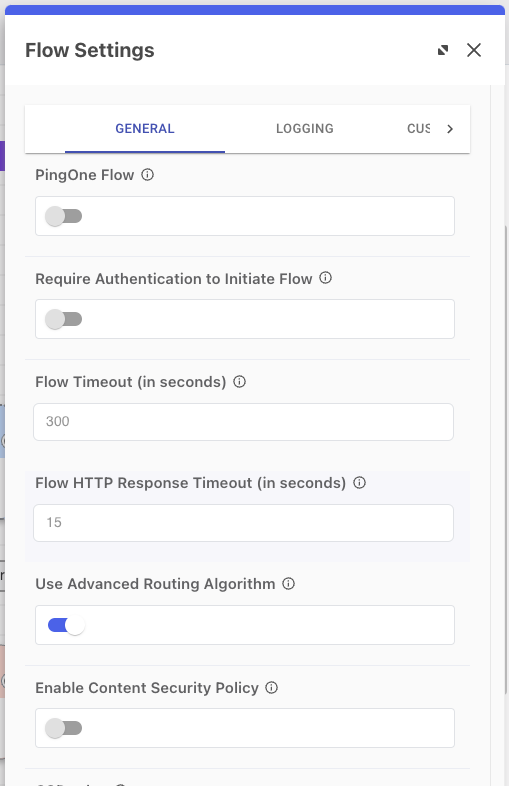 Flow Settings
GENERAL
LOGGING
CUS
PingOne Flow
Require Authentication to Initiate Flow
Flow Timeout (in seconds)
300
Flow HTTP Response Timeout (in seconds)
15
Use Advanced Routing Algorithm
Enable Content Security Policy